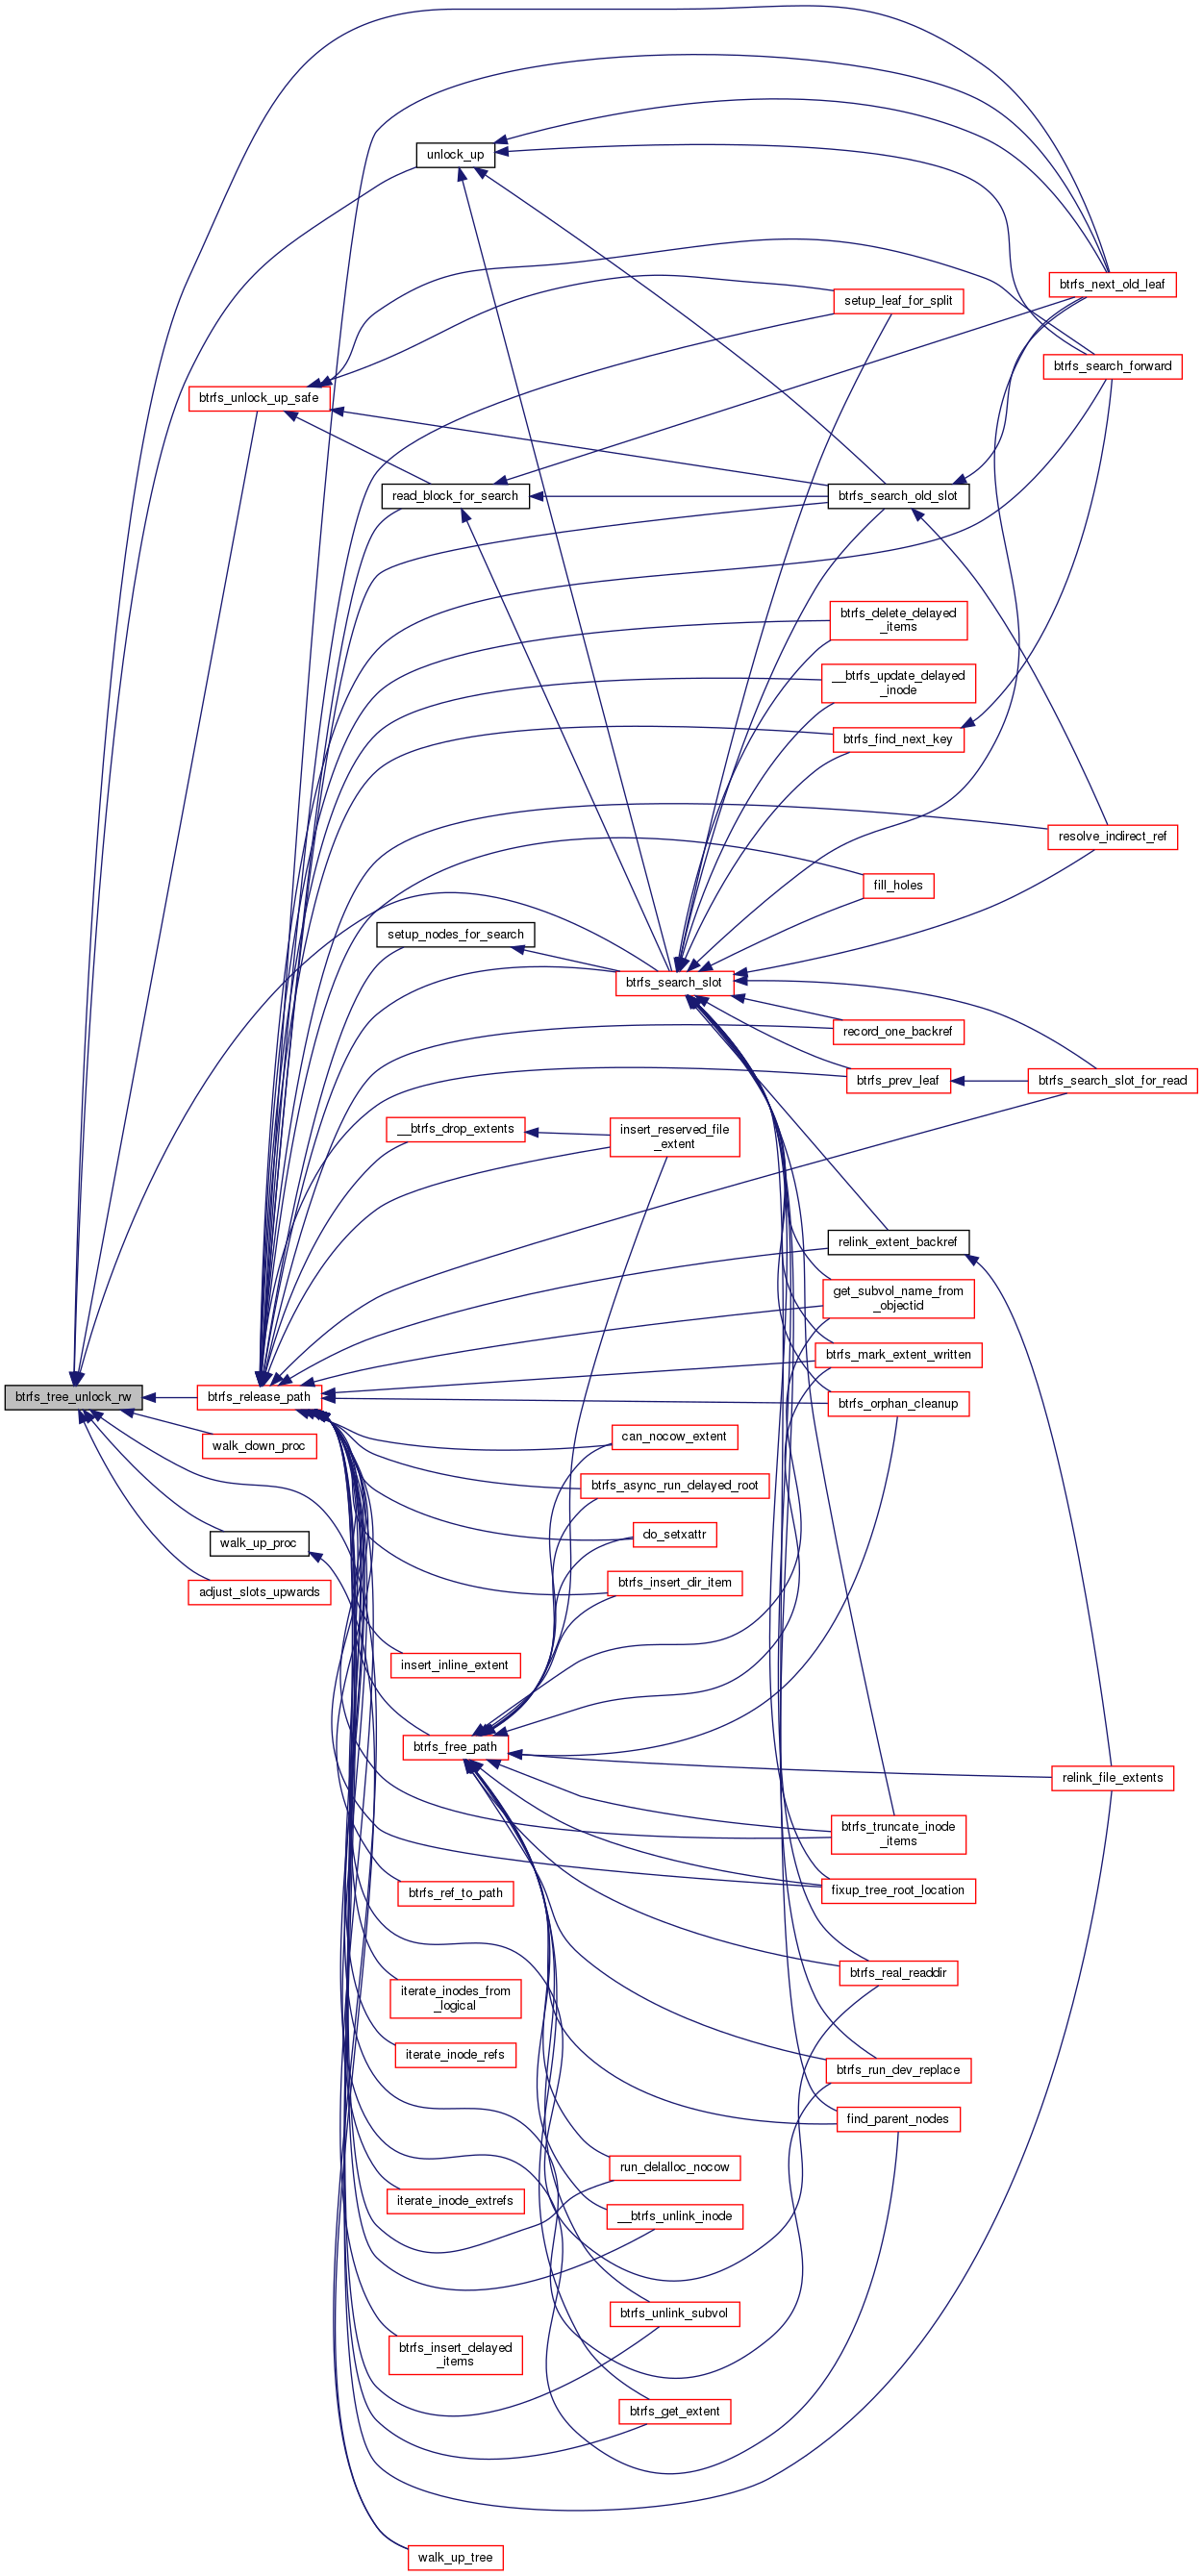 unlock_up
btrfs_next_old_leaf
setup_leaf_for_split
btrfs_search_forward
btrfs_unlock_up_safe
read_block_for_search
btrfs_search_old_slot
btrfs_delete_delayed
_items
__btrfs_update_delayed
_inode
btrfs_find_next_key
resolve_indirect_ref
fill_holes
setup_nodes_for_search
btrfs_search_slot
record_one_backref
btrfs_prev_leaf
btrfs_search_slot_for_read
__btrfs_drop_extents
insert_reserved_file
_extent
relink_extent_backref
get_subvol_name_from
_objectid
btrfs_mark_extent_written
btrfs_tree_unlock_rw
btrfs_release_path
btrfs_orphan_cleanup
walk_down_proc
can_nocow_extent
btrfs_async_run_delayed_root
do_setxattr
walk_up_proc
btrfs_insert_dir_item
adjust_slots_upwards
insert_inline_extent
btrfs_free_path
relink_file_extents
btrfs_truncate_inode
_items
btrfs_ref_to_path
fixup_tree_root_location
btrfs_real_readdir
iterate_inodes_from
_logical
iterate_inode_refs
btrfs_run_dev_replace
find_parent_nodes
run_delalloc_nocow
iterate_inode_extrefs
__btrfs_unlink_inode
btrfs_unlink_subvol
btrfs_insert_delayed
_items
btrfs_get_extent
walk_up_tree